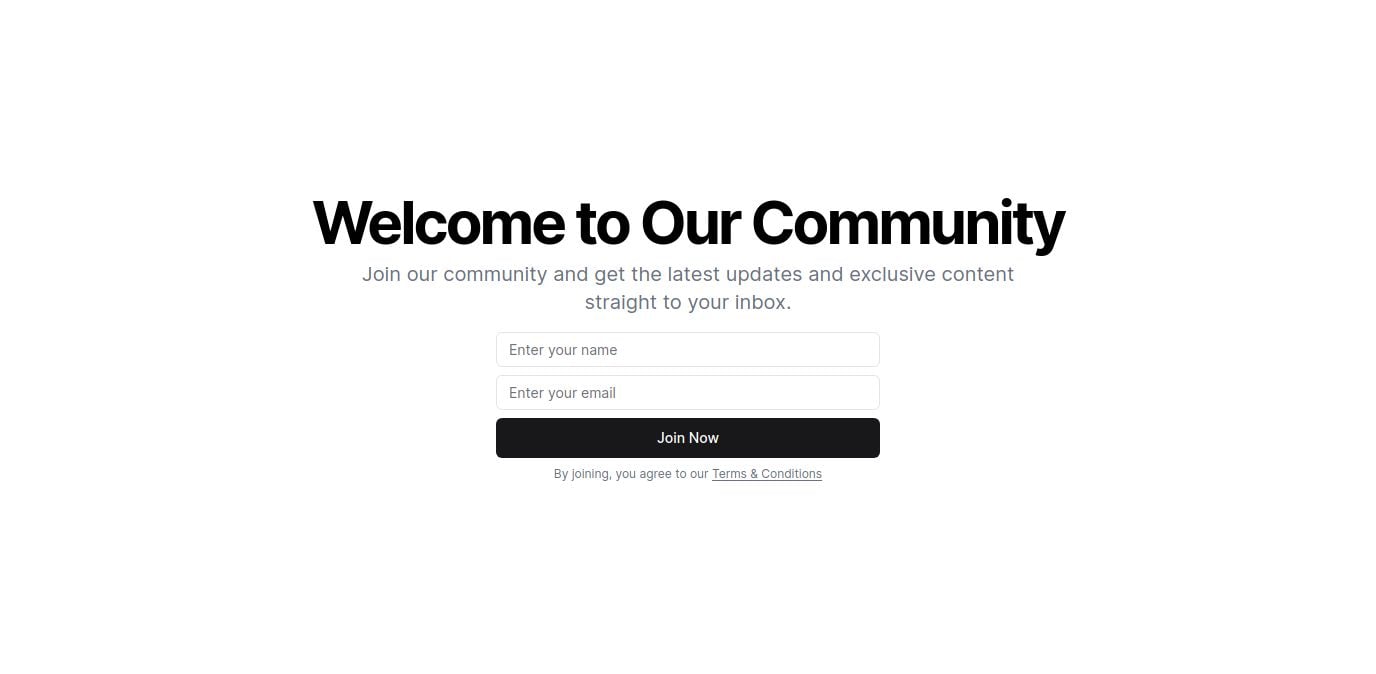 Welcome to Our Community
Join our community and get the latest updates and exclusive content
straight to your inbox.
Enter your name
Enter your email
Join Now
By joining, you agree to our Terms & Conditions